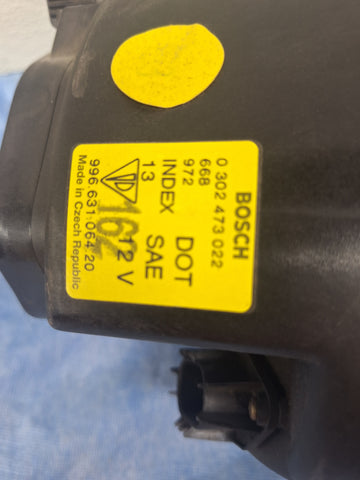 BOSCH
0 302 473 022
668
972
INDEX
13
DOT
SAE
12 V
162
996.631.064.20
Made in Czech Republic